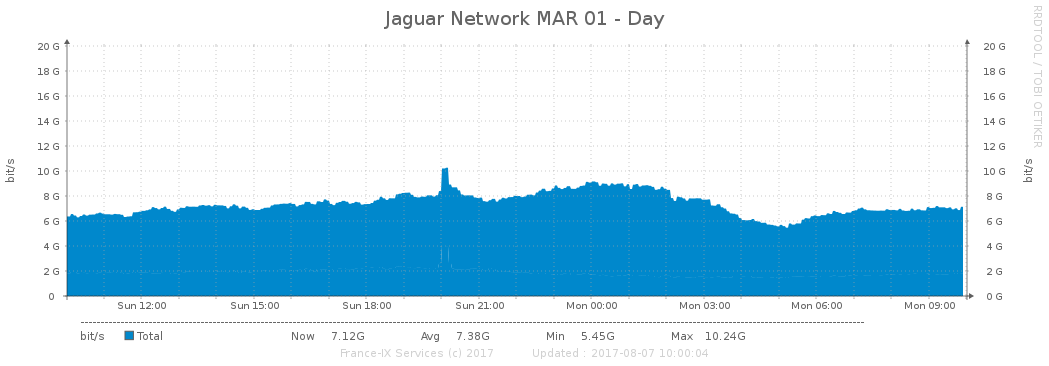 Jaguar Network MAR 01 - Day
RRDTOOL / TOBI OETIKER
bit/s
bit/s
20 G 20 G
18 G 18 G
16 G 16 G
14 G 14 G
12 G 12 G
10 G 10 G
8 G 8 G
6 G 6 G
4 G 4 G
2 G 2 G
0 0 G
Sun 12:00 Sun 15:00 Sun 18:00 Sun 21:00 Mon 00:00 Mon 03:00 Mon 06:00 Mon 09:00
bit/s Total Now 7.12G Avg 7.38G Min 5.45G Max 10.24G
France-IX Services (c) 2017 Updated : 2017-08-07 10:00:04